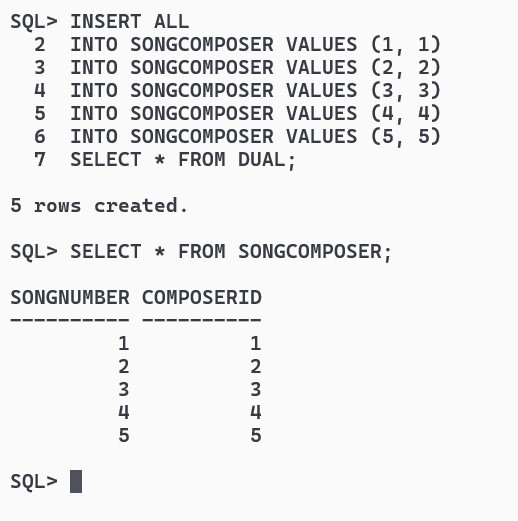 SQL> INSERT ALL
  2  INTO SONGCOMPOSER VALUES (1, 1)
  3  INTO SONGCOMPOSER VALUES (2, 2)
  4  INTO SONGCOMPOSER VALUES (3, 3)
  5  INTO SONGCOMPOSER VALUES (4, 4)
  6  INTO SONGCOMPOSER VALUES (5, 5)
  7  SELECT * FROM DUAL;

5 rows created.

SQL> SELECT * FROM SONGCOMPOSER;

SONGNUMBER COMPOSERID
---------- ----------
         1          1
         2          2
         3          3
         4          4
         5          5

SQL>